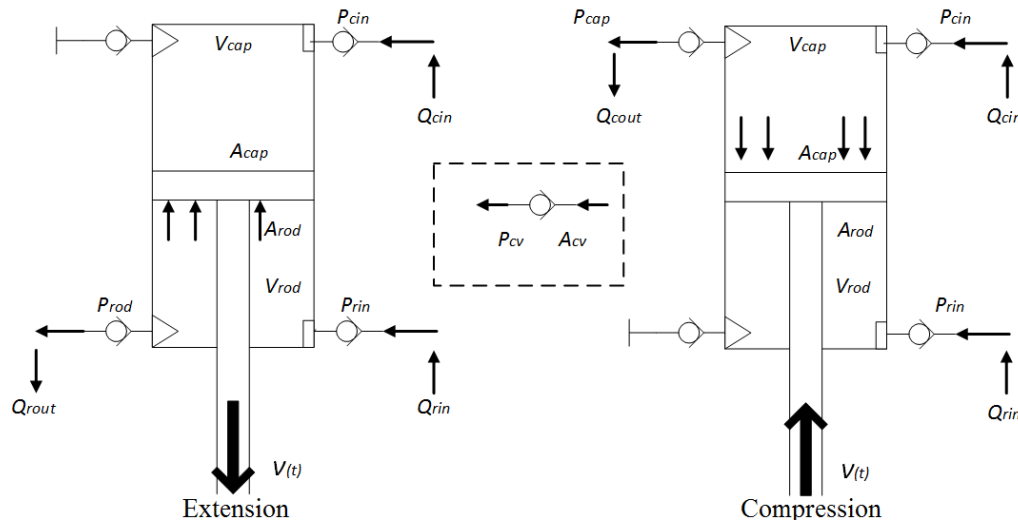 Pcin
Vcap
Qcin
Acap
Arod
Vrod
Prod
Prin
Qrout
Qrin
V(t)
Extension
Pcv Acv
Pcap
Pcin
Vcap
Qcout
Qcin
Acap
Arod
Vrod
Prin
Qrin
V(t)
Compression